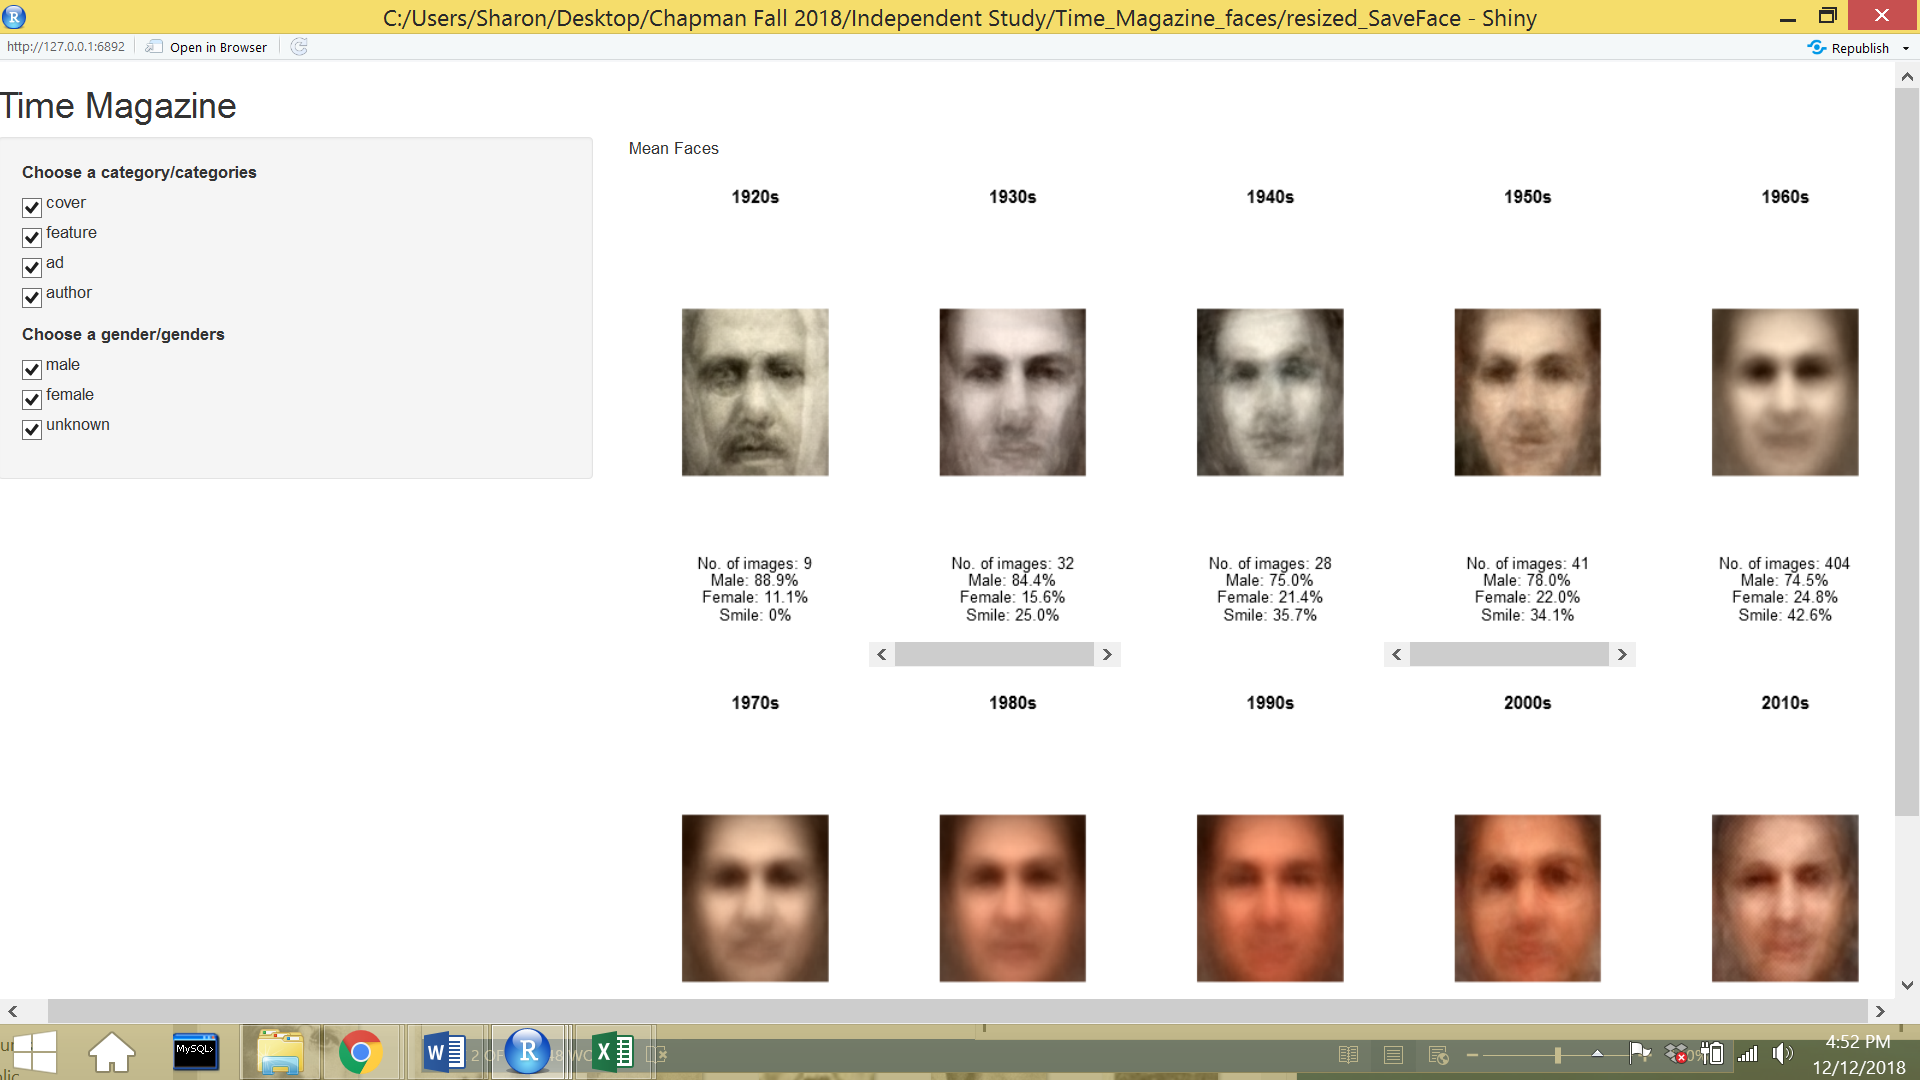 C:/Users/Sharon/Desktop/Chapman Fall 2018/Independent Study/Time_Magazine_faces/resized_SaveFace - Shiny
http://127.0.0.1:6892
Open in Browser
Republish
Time Magazine
Choose a category/categories
cover
feature
ad
author
Choose a gender/genders
male
female
unknown
Mean Faces
1920s 1930s 1940s 1950s 1960s
No. of images: 9 No. of images: 32 No. of images: 28 No. of images: 41 No. of images: 404
Male: 88.9% Male: 84.4% Male: 75.0% Male: 78.0% Male: 74.5%
Female: 11.1% Female: 15.6% Female: 21.4% Female: 22.0% Female: 24.8%
Smile: 0% Smile: 25.0% Smile: 35.7% Smile: 34.1% Smile: 42.6%
1970s 1980s 1990s 2000s 2010s
MySQL>
4:52 PM
12/12/2018